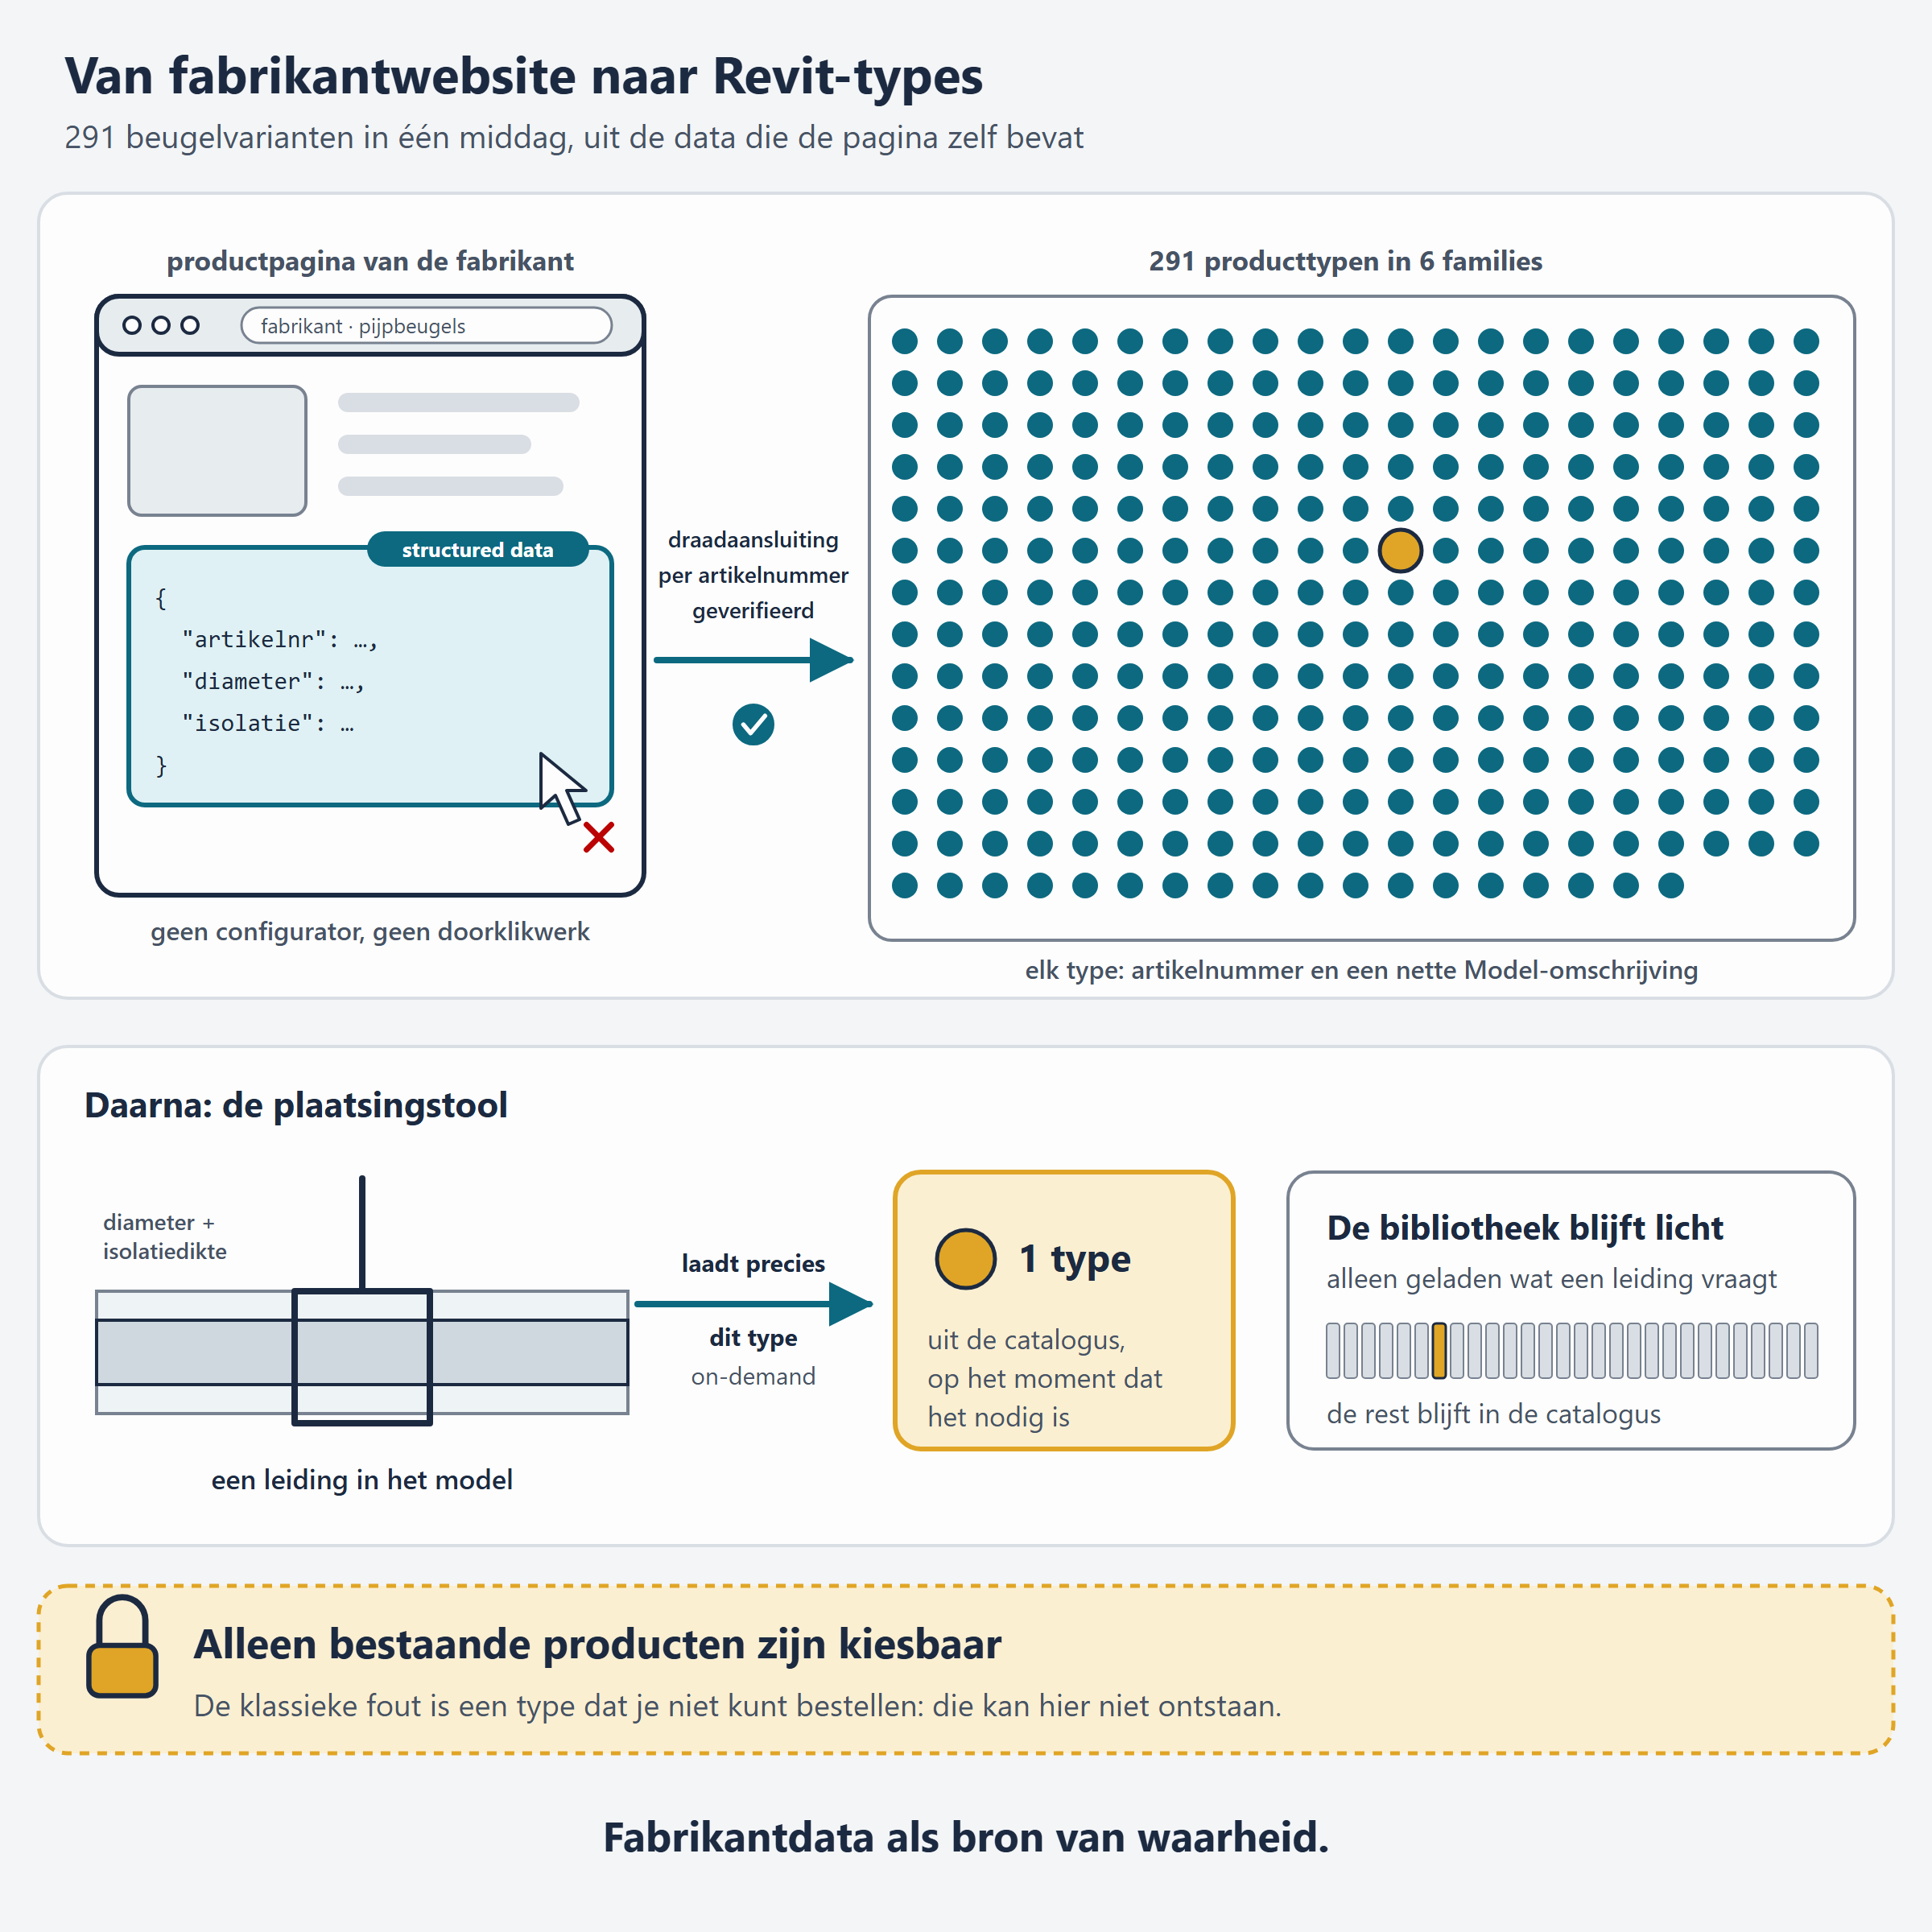 Van fabrikantwebsite naar Revit-types
291 beugelvarianten in één middag, uit de data die de pagina zelf bevat
productpagina van de fabrikant
fabrikant · pijpbeugels
structured data
{
"artikelnr": …,
"diameter": …,
"isolatie": …
}
geen configurator, geen doorklikwerk
draadaansluiting
per artikelnummer
geverifieerd
291 producttypen in 6 families
elk type: artikelnummer en een nette Model-omschrijving
Daarna: de plaatsingstool
diameter +
isolatiedikte
een leiding in het model
laadt precies
dit type
on-demand
1 type
uit de catalogus,
op het moment dat
het nodig is
De bibliotheek blijft licht
alleen geladen wat een leiding vraagt
de rest blijft in de catalogus
Alleen bestaande producten zijn kiesbaar
De klassieke fout is een type dat je niet kunt bestellen: die kan hier niet ontstaan.
Fabrikantdata als bron van waarheid.